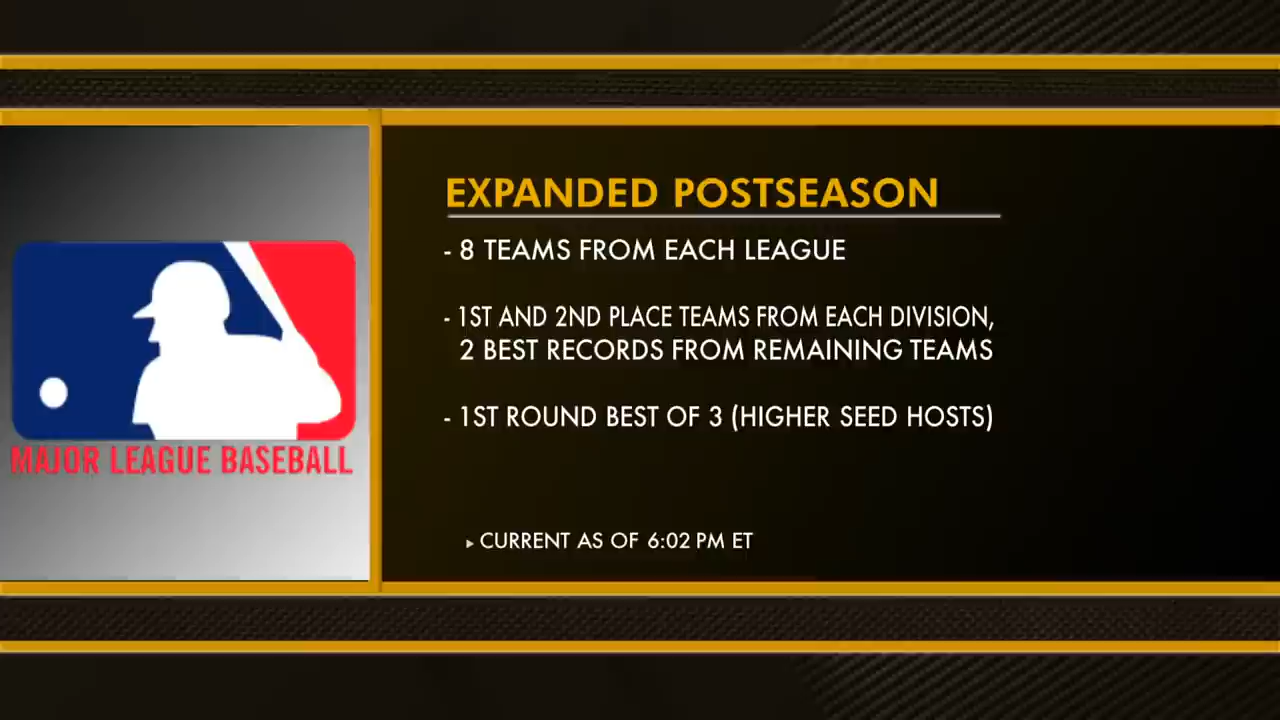 EXPANDED POSTSEASON
- 8 TEAMS FROM EACH LEAGUE
- 1ST AND 2ND PLACE TEAMS FROM EACH DIVISION,
2 BEST RECORDS FROM REMAINING TEAMS
- 1ST ROUND BEST OF 3 (HIGHER SEED HOSTS)
MAJOR LEAGUE BASEBALL
▸ CURRENT AS OF 6:02 PM ET